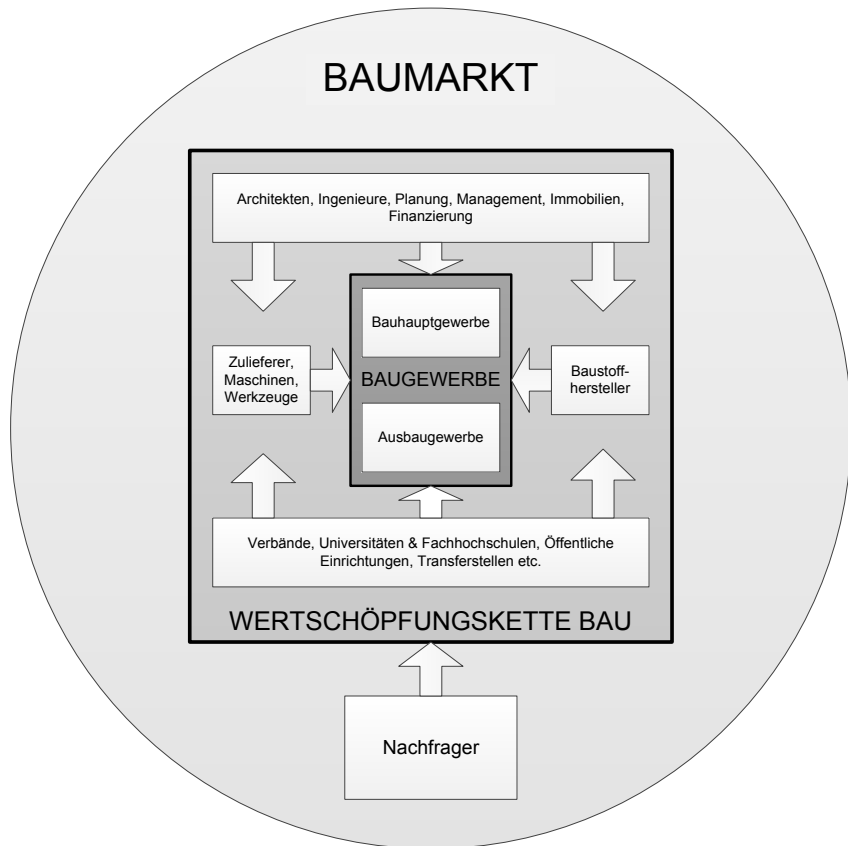 BAUMARKT
Architekten, Ingenieure, Planung, Management, Immobilien,
Finanzierung
Bauhauptgewerbe
Zulieferer,
Maschinen,
Werkzeuge
BAUGEWERBE
Baustoff-
hersteller
Ausbaugewerbe
Verbände, Universitäten & Fachhochschulen, Öffentliche
Einrichtungen, Transferstellen etc.
WERTSCHÖPFUNGSKETTE BAU
Nachfrager